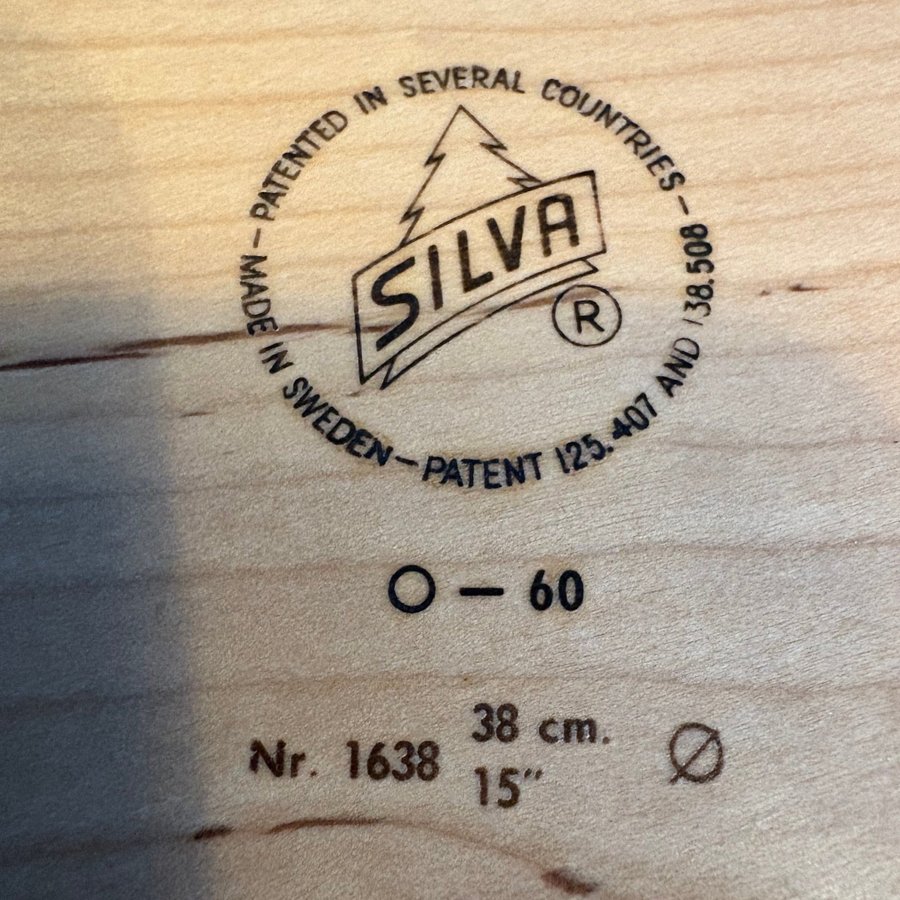 MADE IN SWEDEN – PATENTED IN SEVERAL COUNTRIES – PATENT 125.407 AND 138.508
SILVA
®
O – 60
Nr. 1638 38 cm. Ø
15"